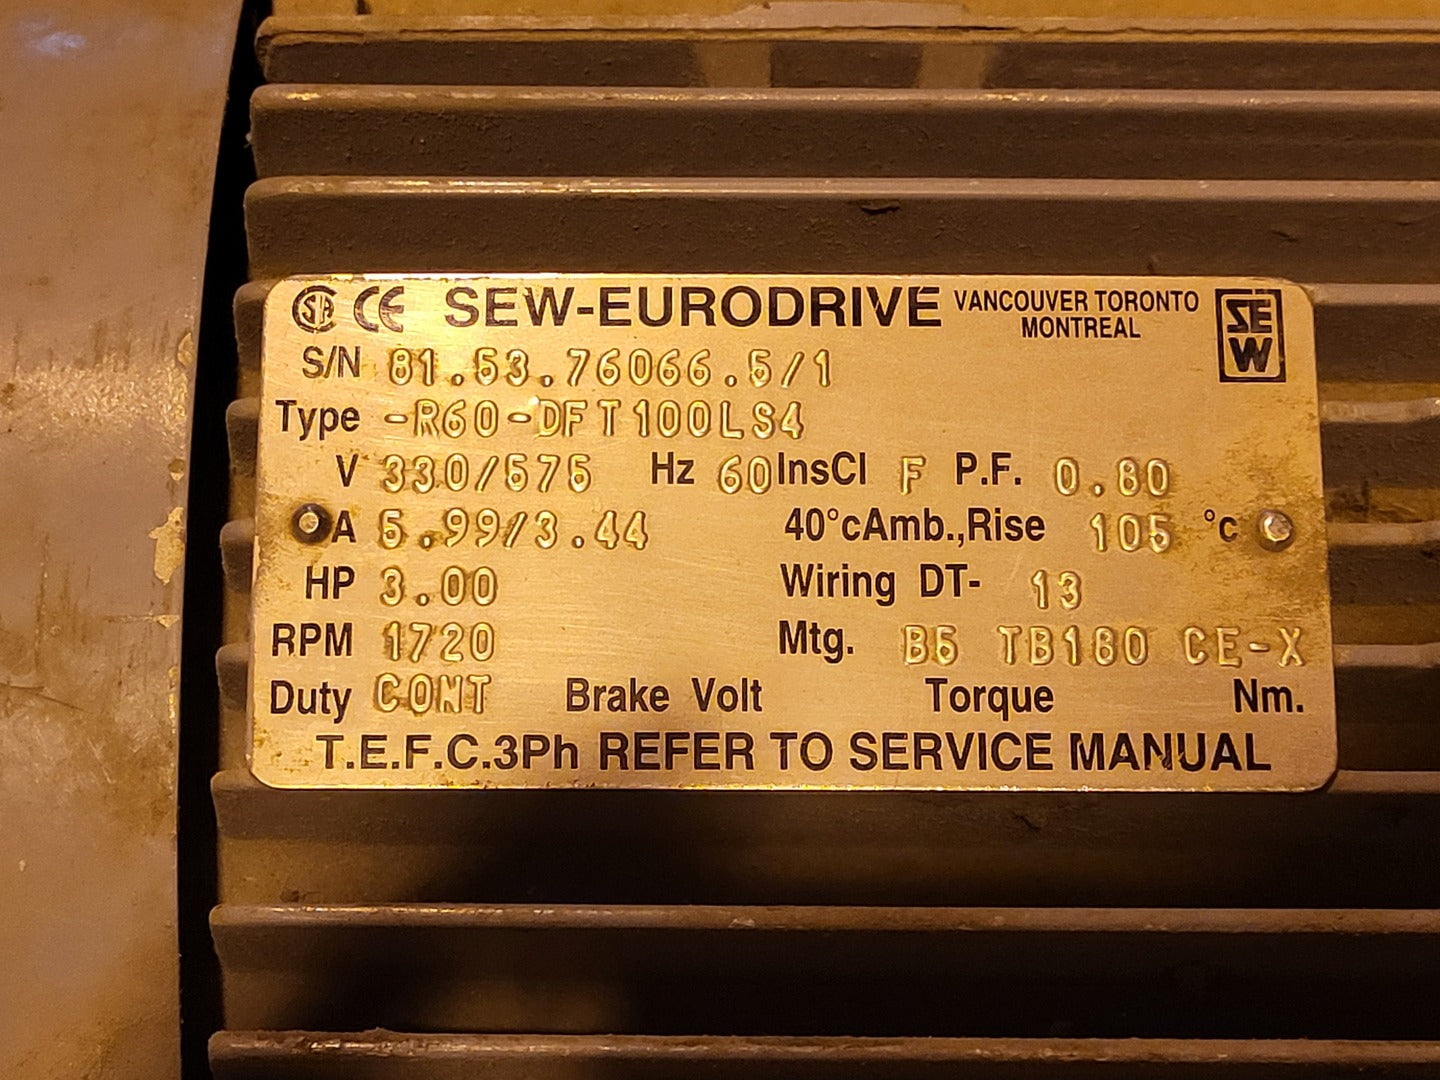 CSA CE SEW-EURODRIVE VANCOUVER TORONTO MONTREAL SEW
S/N 81.53.76066.5/1
Type -R60-DFT100LS4
V 330/575 Hz 60 InsCl F P.F. 0.80
A 5.99/3.44 40°cAmb.,Rise 105 °c
HP 3.00 Wiring DT- 13
RPM 1720 Mtg. B5 TB180 CE-X
Duty CONT Brake Volt Torque Nm.
T.E.F.C.3Ph REFER TO SERVICE MANUAL